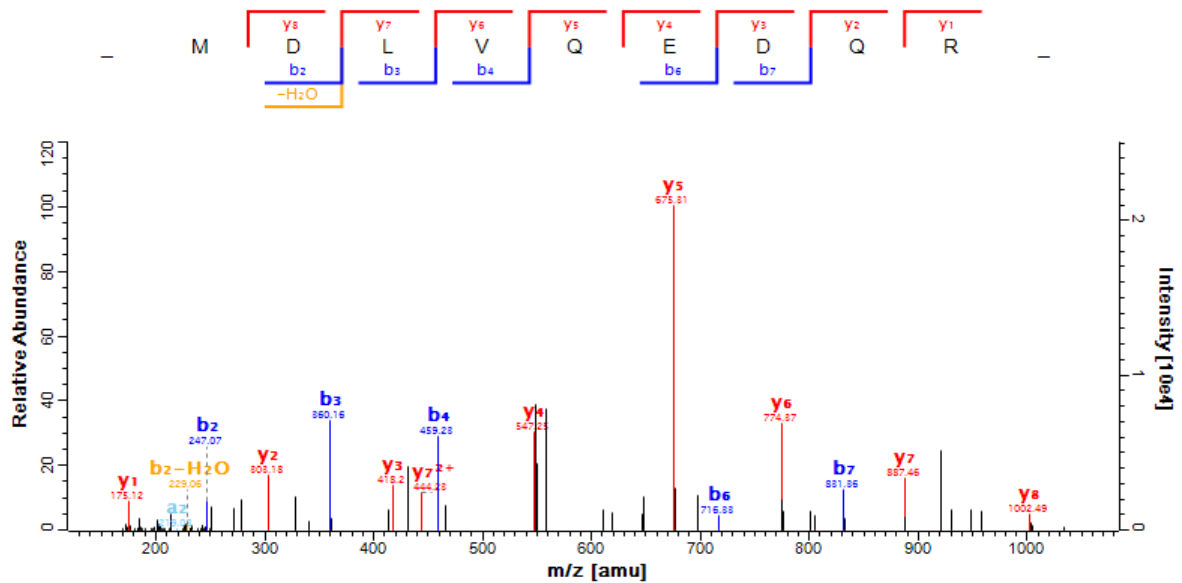 y8 y7 y6 y5 y4 y3 y2 y1
_ M D L V Q E D Q R _
b2 b3 b4 b6 b7
-H2O
Relative Abundance
120
100
80
60
40
20
0
y1
175.12
b2-H2O
229.06
a2
b2
247.07
y2
303.18
b3
360.16
y3
418.2
y7 2+
444.23
b4
459.23
y4
547.25
y5
675.31
b6
716.33
y6
774.37
b7
831.36
y7
887.46
y8
1002.49
200 300 400 500 600 700 800 900 1000
m/z [amu]
2
1
0
Intensity [10e4]